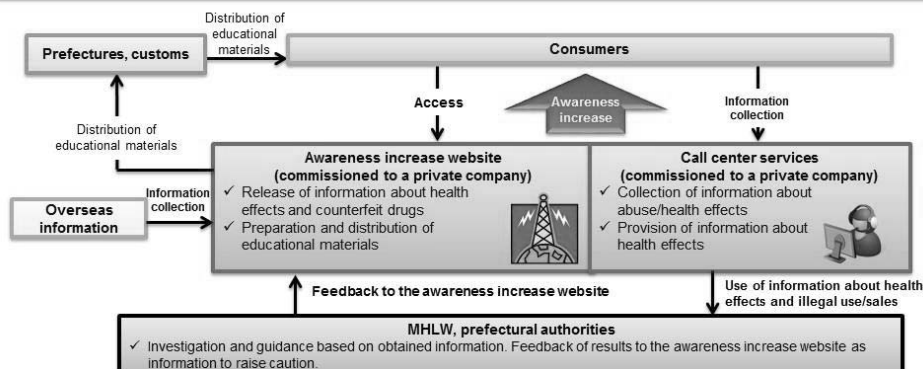 Distribution of
educational
materials
Prefectures, customs
Consumers
Access
Awareness
increase
Information
collection
Distribution of
educational materials
Awareness increase website
(commissioned to a private company)
✓ Release of information about health
effects and counterfeit drugs
✓ Preparation and distribution of
educational materials
Call center services
(commissioned to a private company)
✓ Collection of information about
abuse/health effects
✓ Provision of information about
health effects
Information
collection
Overseas
information
Feedback to the awareness increase website
Use of information about health
effects and illegal use/sales
MHLW, prefectural authorities
✓ Investigation and guidance based on obtained information. Feedback of results to the awareness increase website as
information to raise caution.